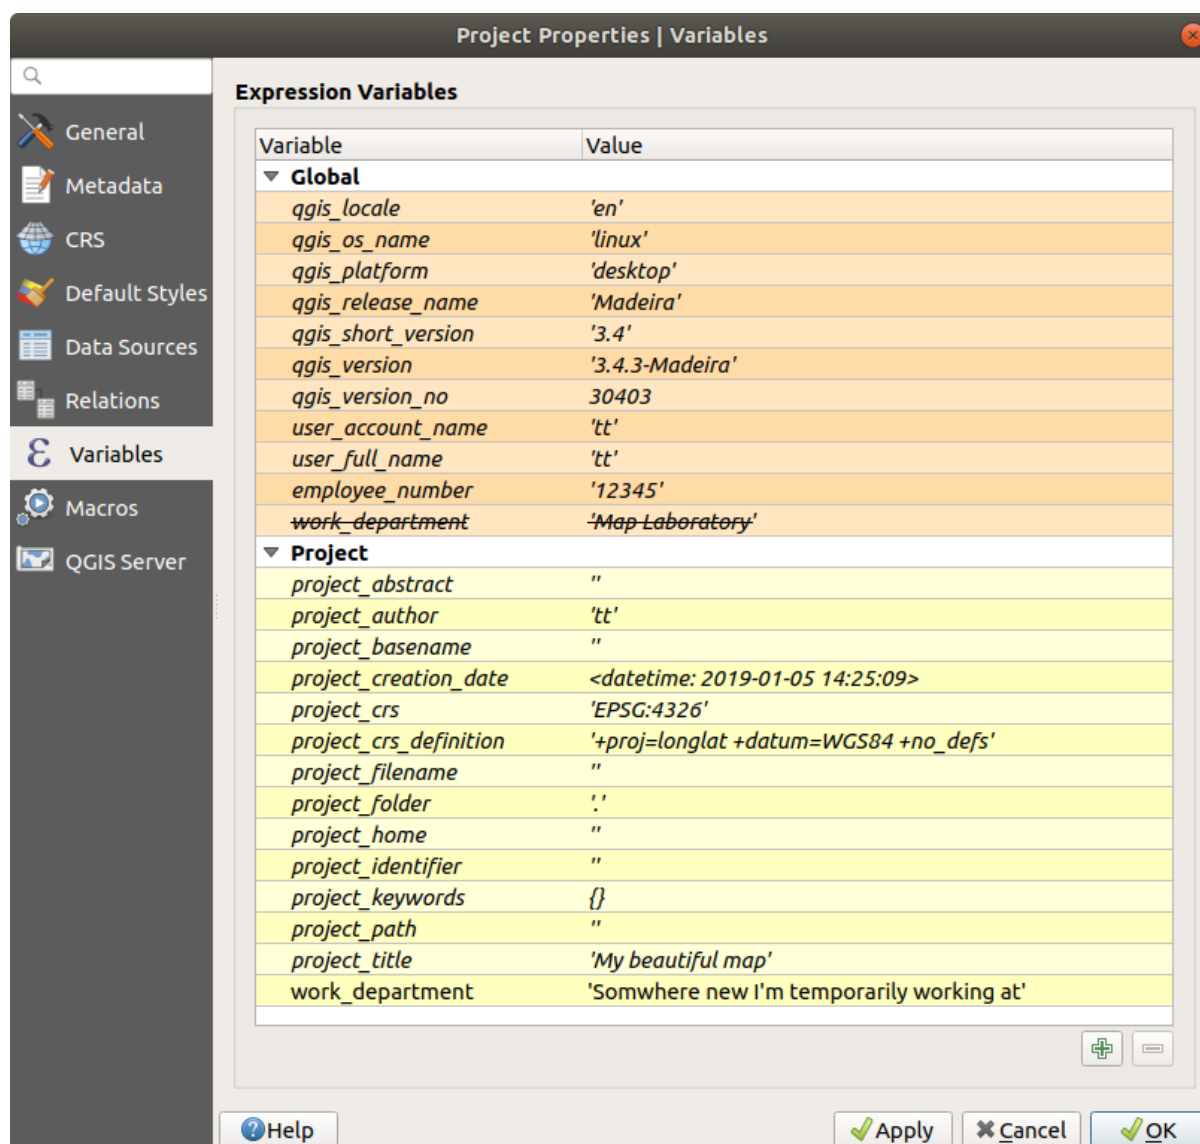 Project Properties | Variables
General
Metadata
CRS
Default Styles
Data Sources
Relations
Variables
Macros
QGIS Server
Expression Variables
Variable Value
Global
qgis_locale 'en'
qgis_os_name 'linux'
qgis_platform 'desktop'
qgis_release_name 'Madeira'
qgis_short_version '3.4'
qgis_version '3.4.3-Madeira'
qgis_version_no 30403
user_account_name 'tt'
user_full_name 'tt'
employee_number '12345'
work_department 'Map Laboratory'
Project
project_abstract ''
project_author 'tt'
project_basename ''
project_creation_date <datetime: 2019-01-05 14:25:09>
project_crs 'EPSG:4326'
project_crs_definition '+proj=longlat +datum=WGS84 +no_defs'
project_filename ''
project_folder '.'
project_home ''
project_identifier ''
project_keywords {}
project_path ''
project_title 'My beautiful map'
work_department 'Somwhere new I'm temporarily working at'
Help Apply Cancel OK